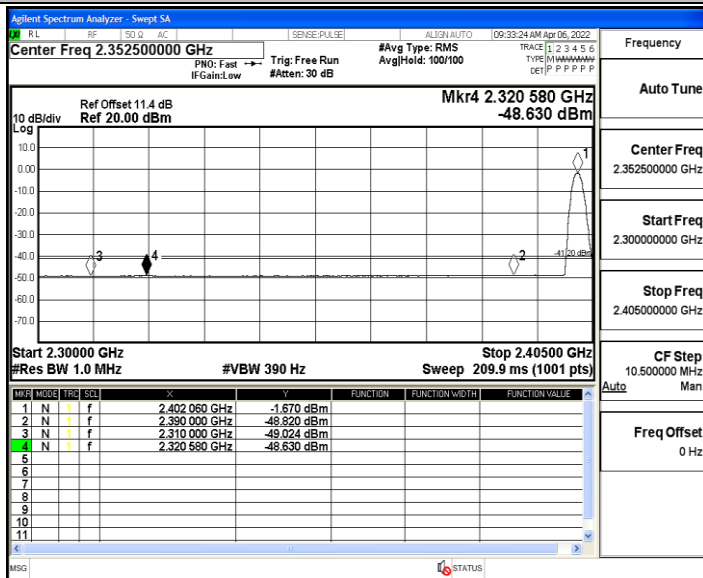 Agilent Spectrum Analyzer - Swept SA
LXI RL RF 50 Ω AC SENSE:PULSE ALIGN AUTO 09:33:24 AM Apr 06, 2022
Center Freq 2.352500000 GHz
PNO: Fast
IFGain:Low
Trig: Free Run
#Atten: 30 dB
#Avg Type: RMS
Avg|Hold: 100/100
TRACE 1 2 3 4 5 6
TYPE M W W W W W
DET P P P P P P
Ref Offset 11.4 dB
10 dB/div Ref 20.00 dBm
Log
Mkr4 2.320 580 GHz
-48.630 dBm
10.0
0.00
-10.0
-20.0
-30.0
-40.0
-50.0
-60.0
-70.0
1
3
4
2
-41.20 dBm
Start 2.30000 GHz Stop 2.40500 GHz
#Res BW 1.0 MHz #VBW 390 Hz Sweep 209.9 ms (1001 pts)
MKR MODE TRC SCL X Y FUNCTION FUNCTION WIDTH FUNCTION VALUE
1 N 1 f 2.402 060 GHz -1.670 dBm
2 N 1 f 2.390 000 GHz -48.820 dBm
3 N 1 f 2.310 000 GHz -49.024 dBm
4 N 1 f 2.320 580 GHz -48.630 dBm
5
6
7
8
9
10
11
MSG STATUS
Frequency
Auto Tune
Center Freq
2.352500000 GHz
Start Freq
2.300000000 GHz
Stop Freq
2.405000000 GHz
CF Step
10.500000 MHz
Auto Man
Freq Offset
0 Hz